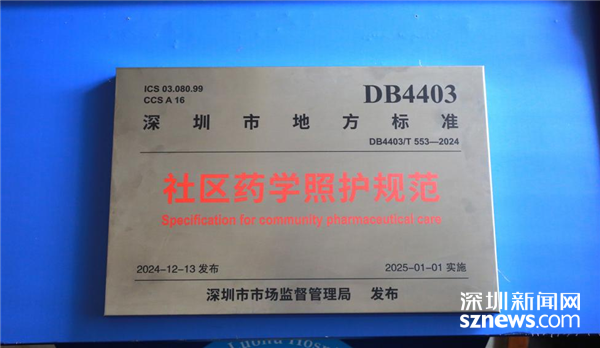 ICS 03.080.99
CCS A 16
DB4403
深圳市地方标准
DB4403/T 553—2024
社区药学照护规范
Specification for community pharmaceutical care
2024-12-13 发布
2025-01-01 实施
深圳市市场监督管理局 发布
深圳新闻网
sznews.com